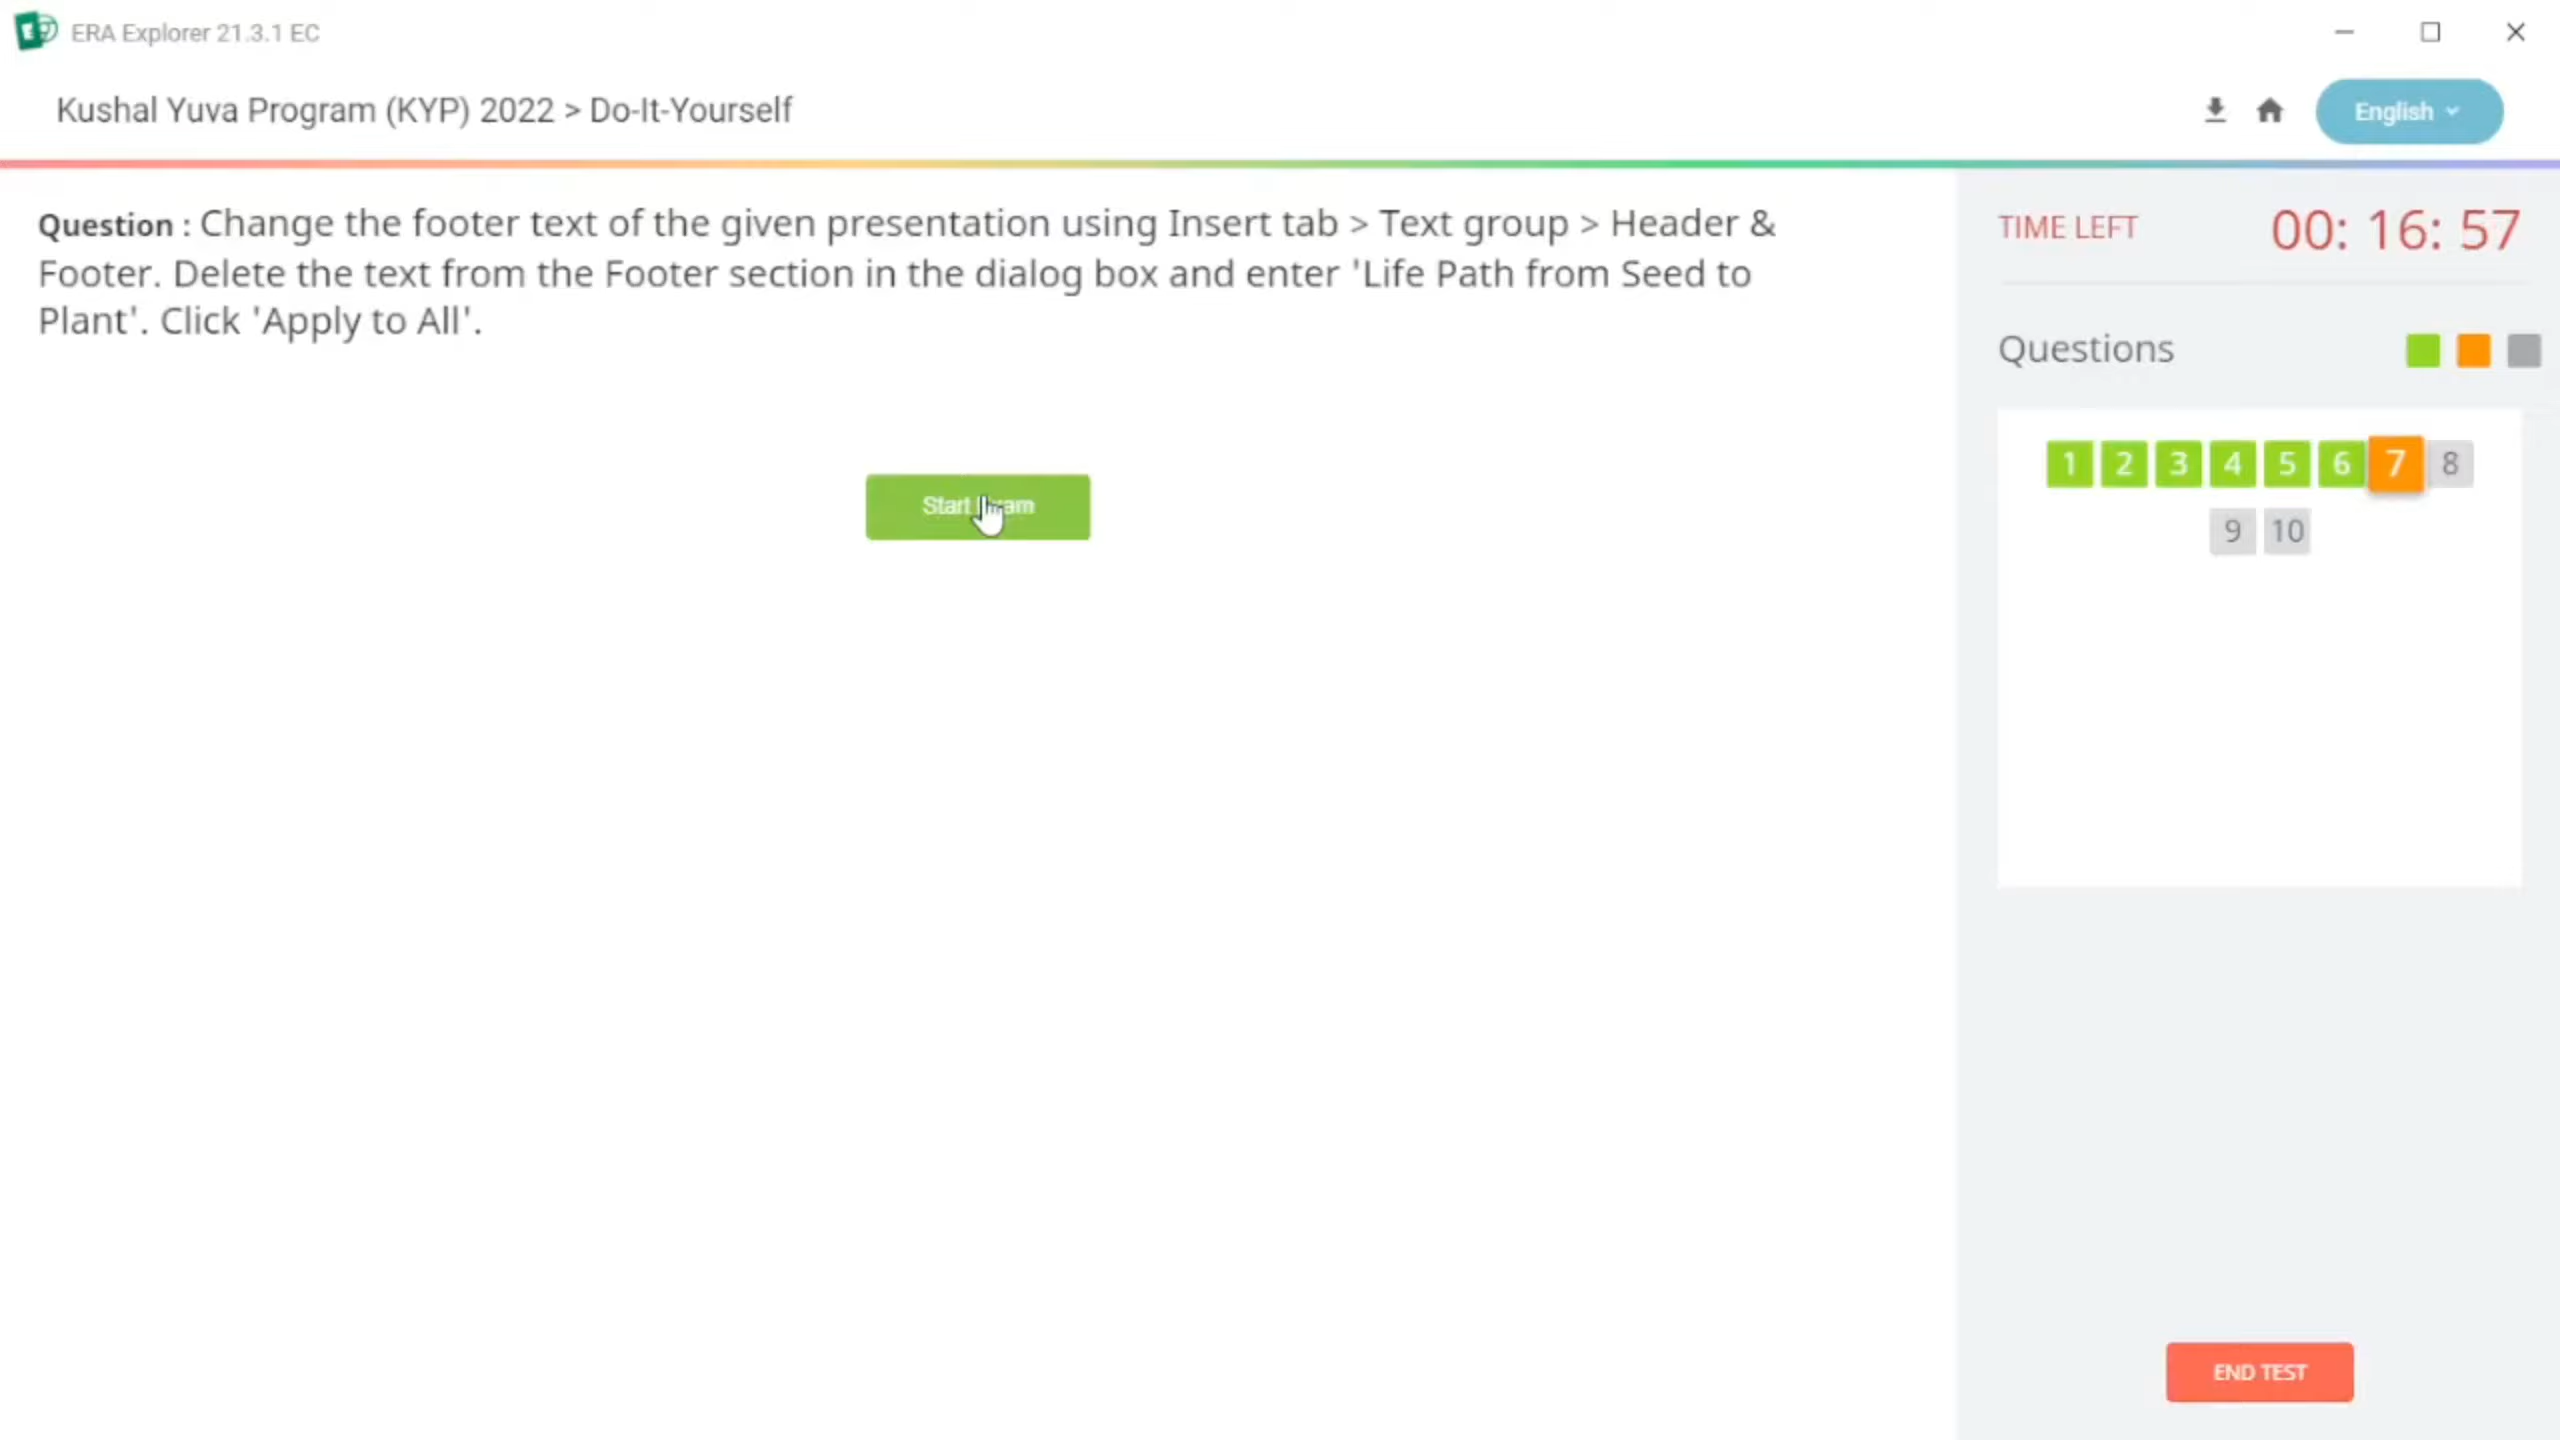 ERA Explorer 21.3.1 EC
Kushal Yuva Program (KYP) 2022 > Do-It-Yourself
English
Question : Change the footer text of the given presentation using Insert tab > Text group > Header &
Footer. Delete the text from the Footer section in the dialog box and enter 'Life Path from Seed to
Plant'. Click 'Apply to All'.
Start
TIME LEFT 00: 16: 57
Questions
1 2 3 4 5 6 7 8
9 10
END TEST